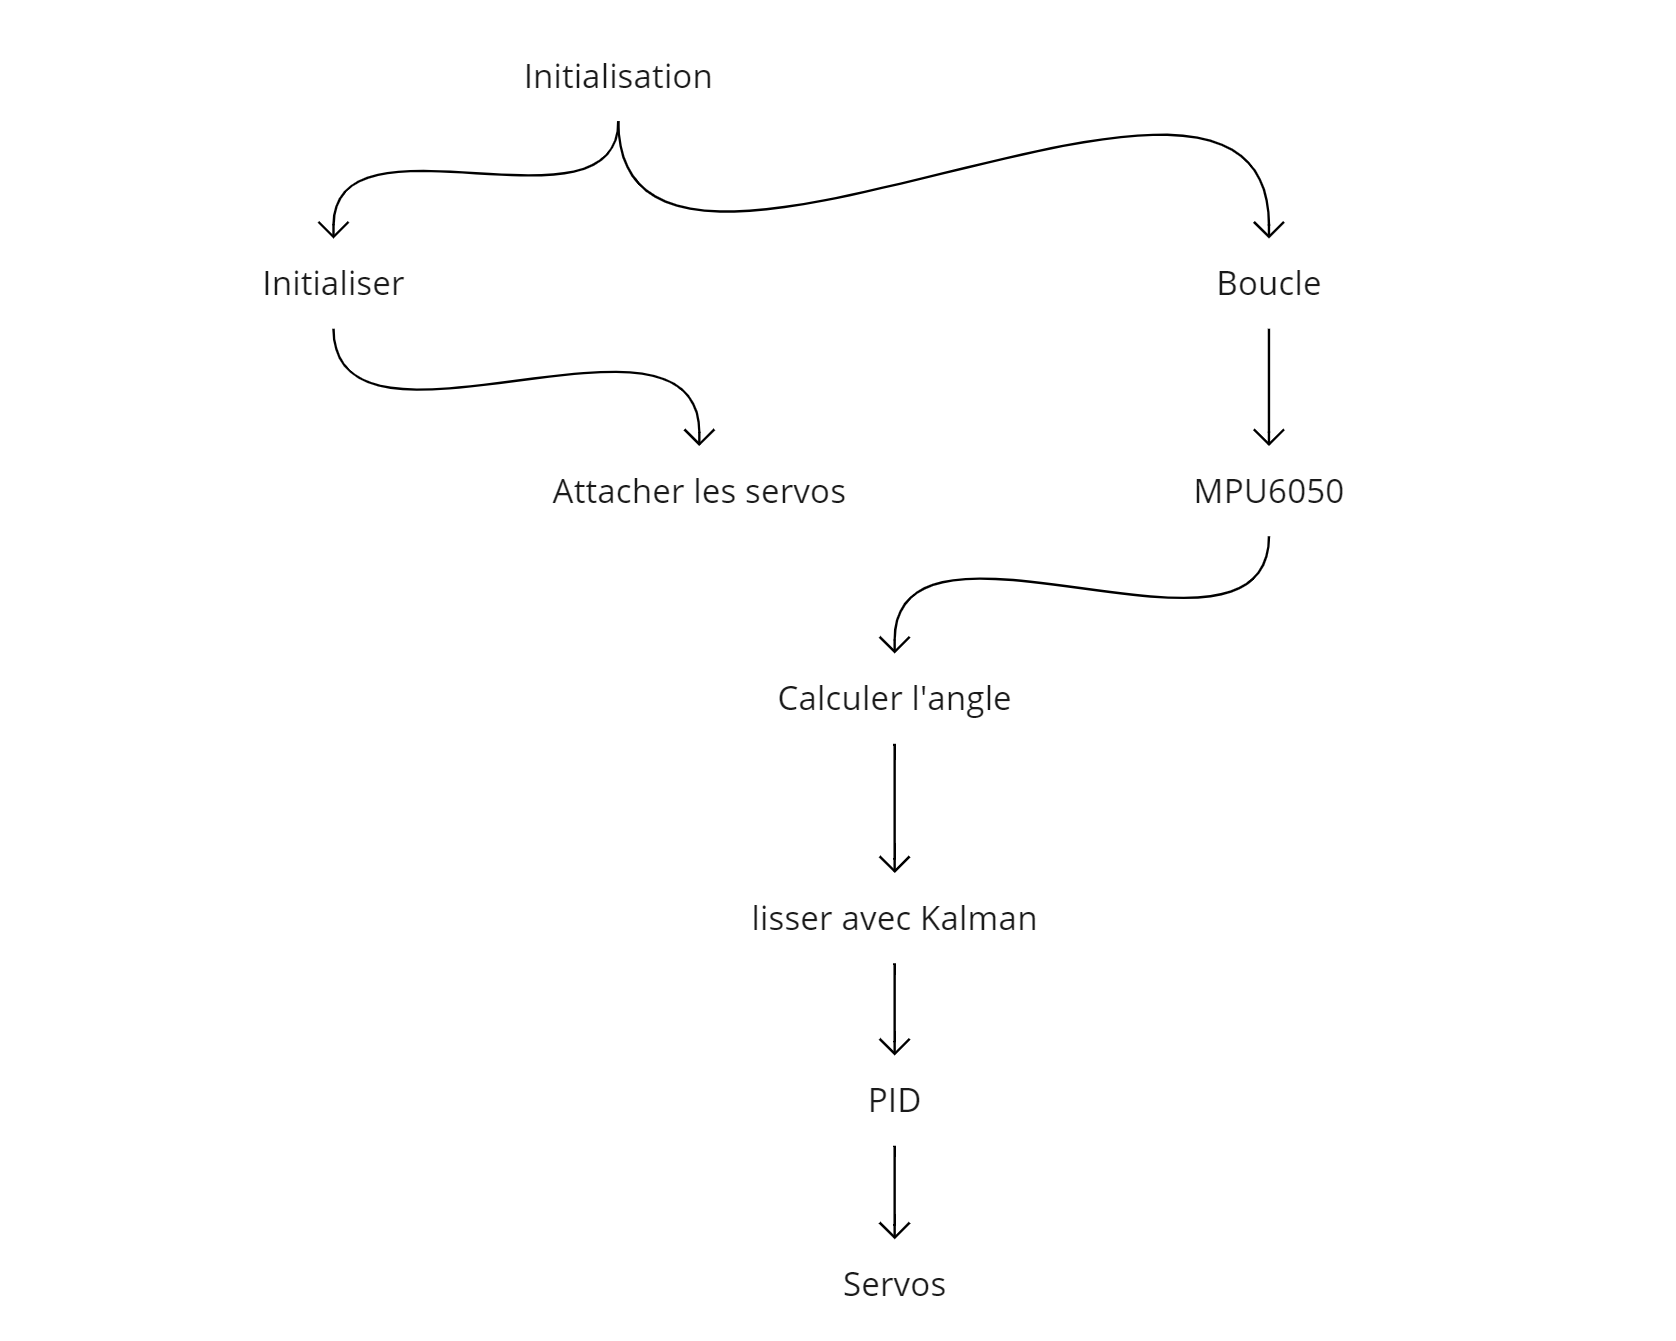 Initialisation
Initialiser
Boucle
Attacher les servos
MPU6050
Calculer l'angle
lisser avec Kalman
PID
Servos